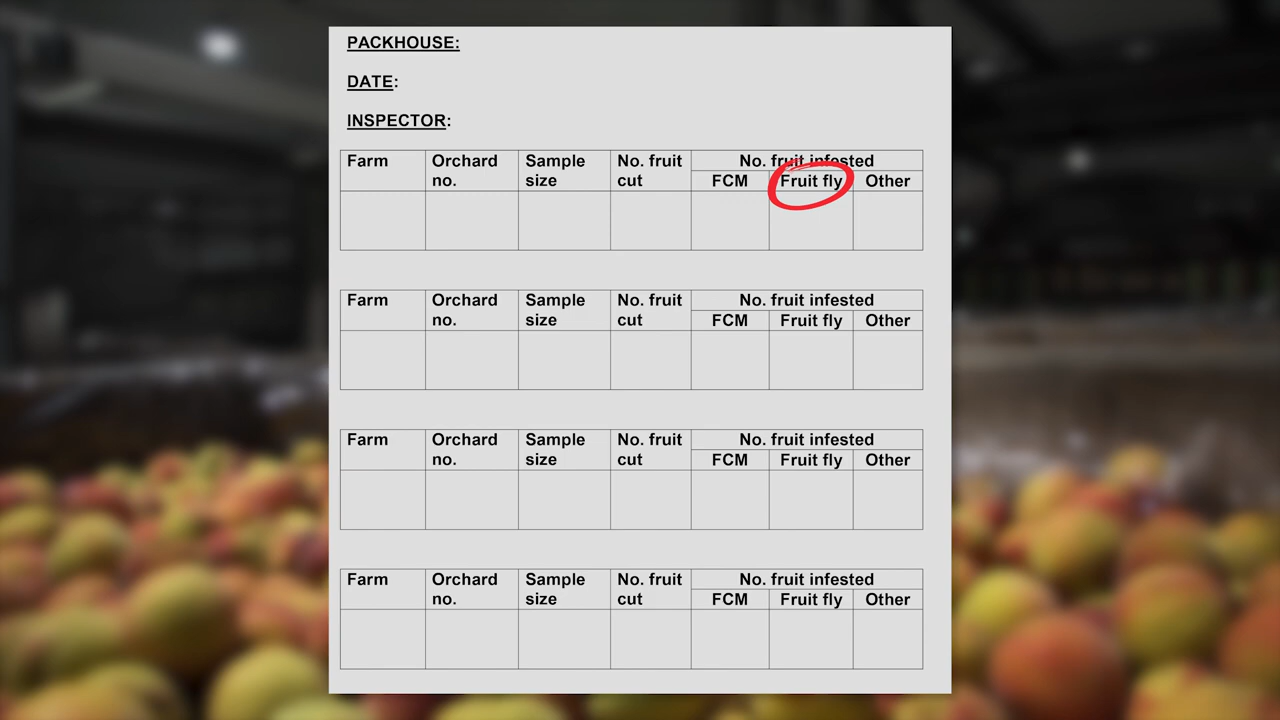 PACKHOUSE:
DATE:
INSPECTOR:
Farm Orchard Sample No. fruit No. fruit infested
no. size cut FCM Fruit fly Other
Farm Orchard Sample No. fruit No. fruit infested
no. size cut FCM Fruit fly Other
Farm Orchard Sample No. fruit No. fruit infested
no. size cut FCM Fruit fly Other
Farm Orchard Sample No. fruit No. fruit infested
no. size cut FCM Fruit fly Other